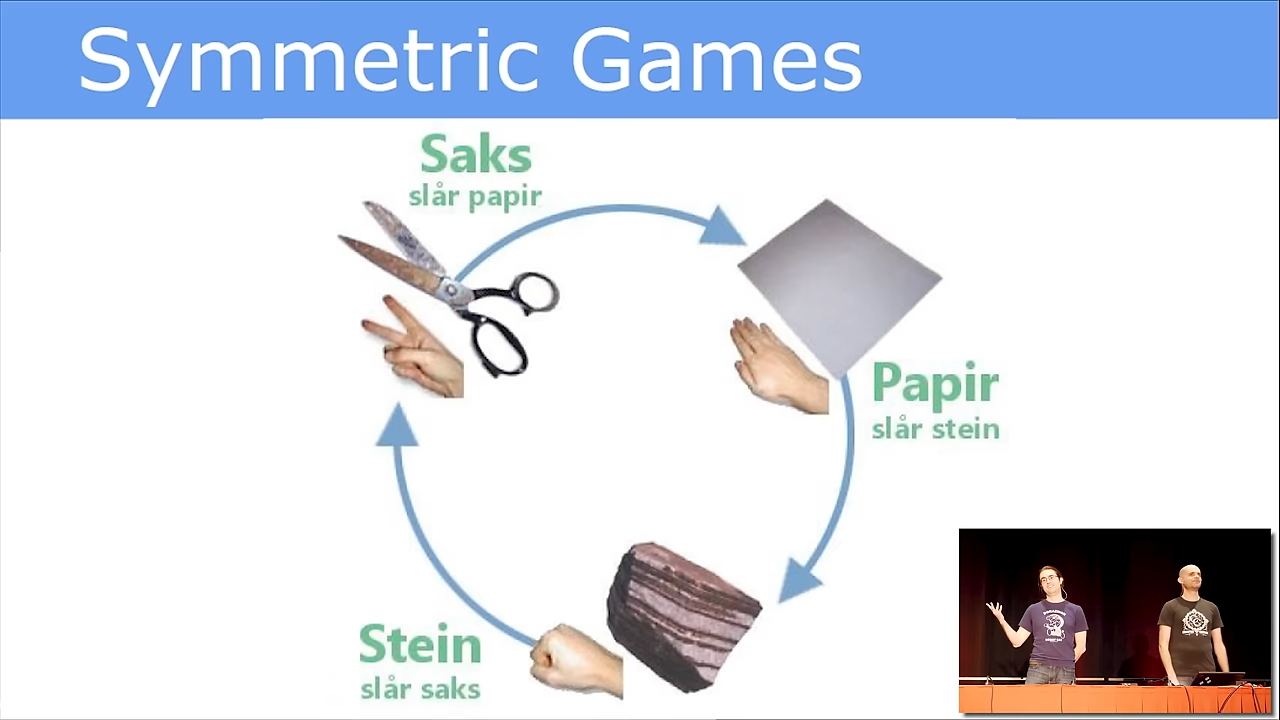 Symmetric Games
Saks
slår papir
Papir
slår stein
Stein
slår saks